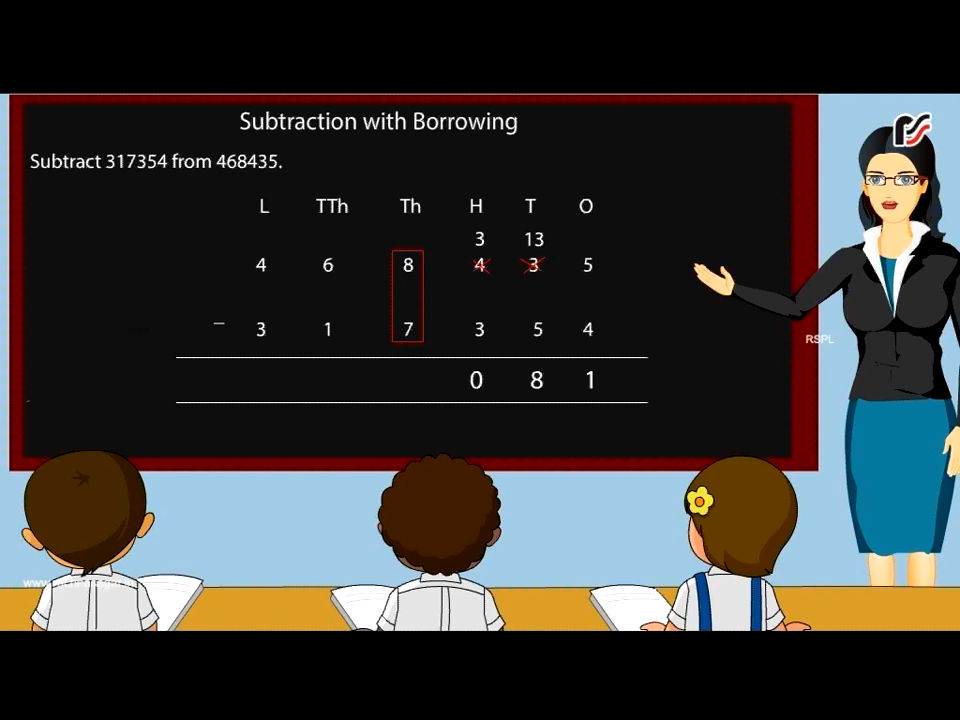 Subtraction with Borrowing
Subtract 317354 from 468435.
L TTh Th H T O
3 13
4 6 8 4 3 5
− 3 1 7 3 5 4
0 8 1
RSPL